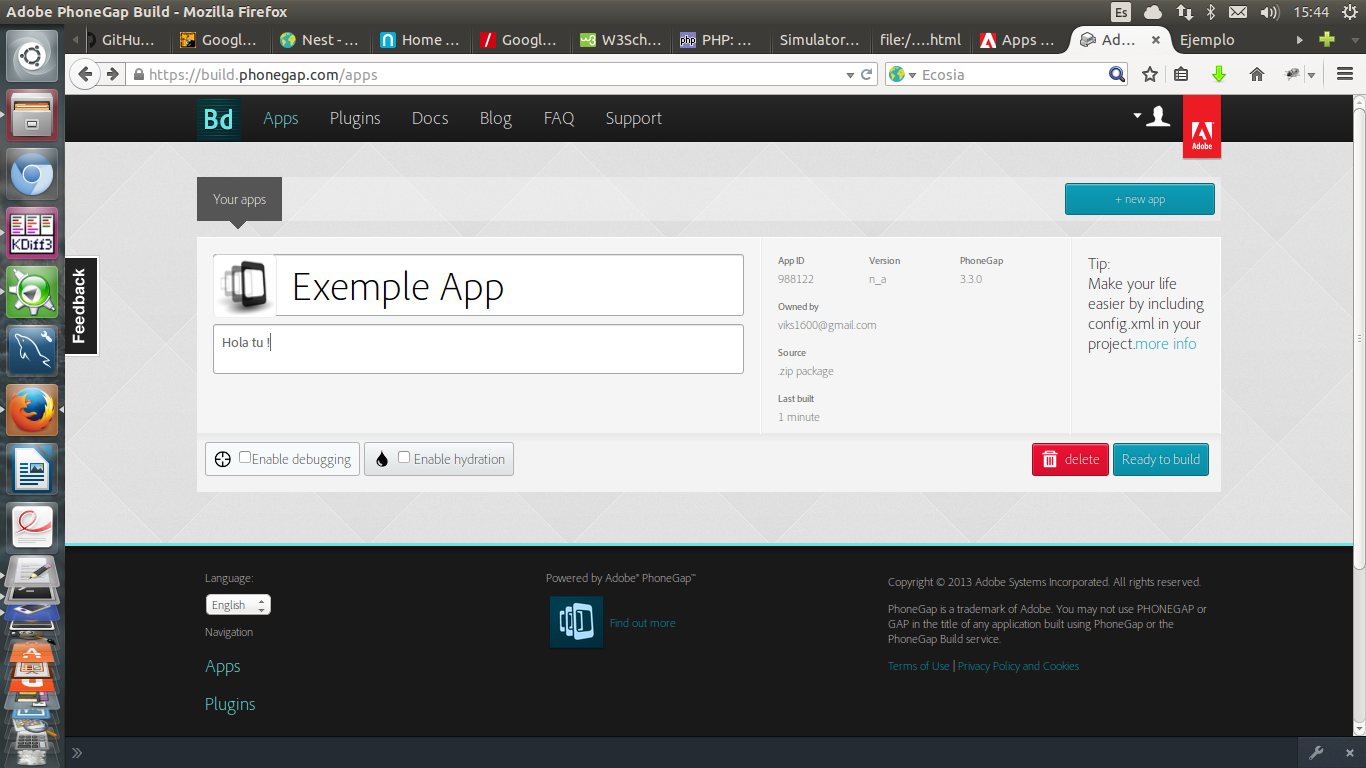 Adobe PhoneGap Build - Mozilla Firefox
Es
15:44
GitHu…
Googl…
Nest - …
Home …
Googl…
W3Sch…
PHP: …
Simulator…
file:/….html
Apps …
Ad…
Ejemplo
https://build.phonegap.com/apps
Ecosia
Bd
Apps
Plugins
Docs
Blog
FAQ
Support
Adobe
Your apps
+ new app
KDiff3
Feedback
Exemple App
Hola tu !
App ID
Version
PhoneGap
988122
n_a
3.3.0
Owned by
viks1600@gmail.com
Source
.zip package
Last built
1 minute
Tip:
Make your life
easier by including
config.xml in your
project.more info
Enable debugging
Enable hydration
delete
Ready to build
Language:
English
Navigation
Apps
Plugins
Powered by Adobe® PhoneGap™
Find out more
Copyright © 2013 Adobe Systems Incorporated. All rights reserved.
PhoneGap is a trademark of Adobe. You may not use PHONEGAP or
GAP in the title of any application built using PhoneGap or the
PhoneGap Build service.
Terms of Use | Privacy Policy and Cookies